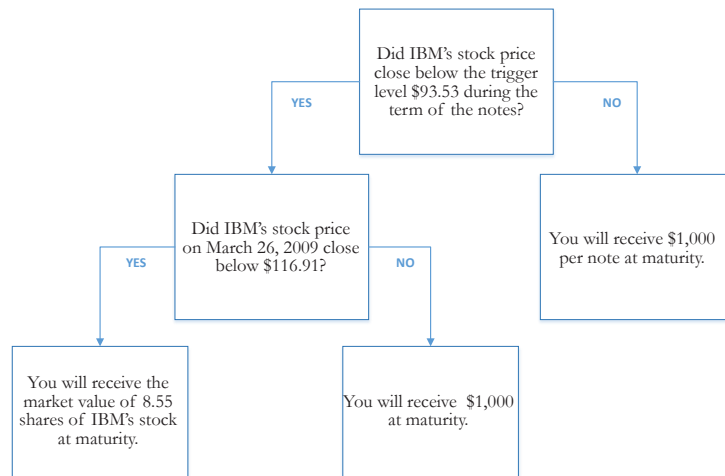 Did IBM's stock price
close below the trigger
level $93.53 during the
term of the notes?
YES
NO
Did IBM's stock price
on March 26, 2009 close
below $116.91?
You will receive $1,000
per note at maturity.
YES
NO
You will receive the
market value of 8.55
shares of IBM's stock
at maturity.
You will receive $1,000
at maturity.